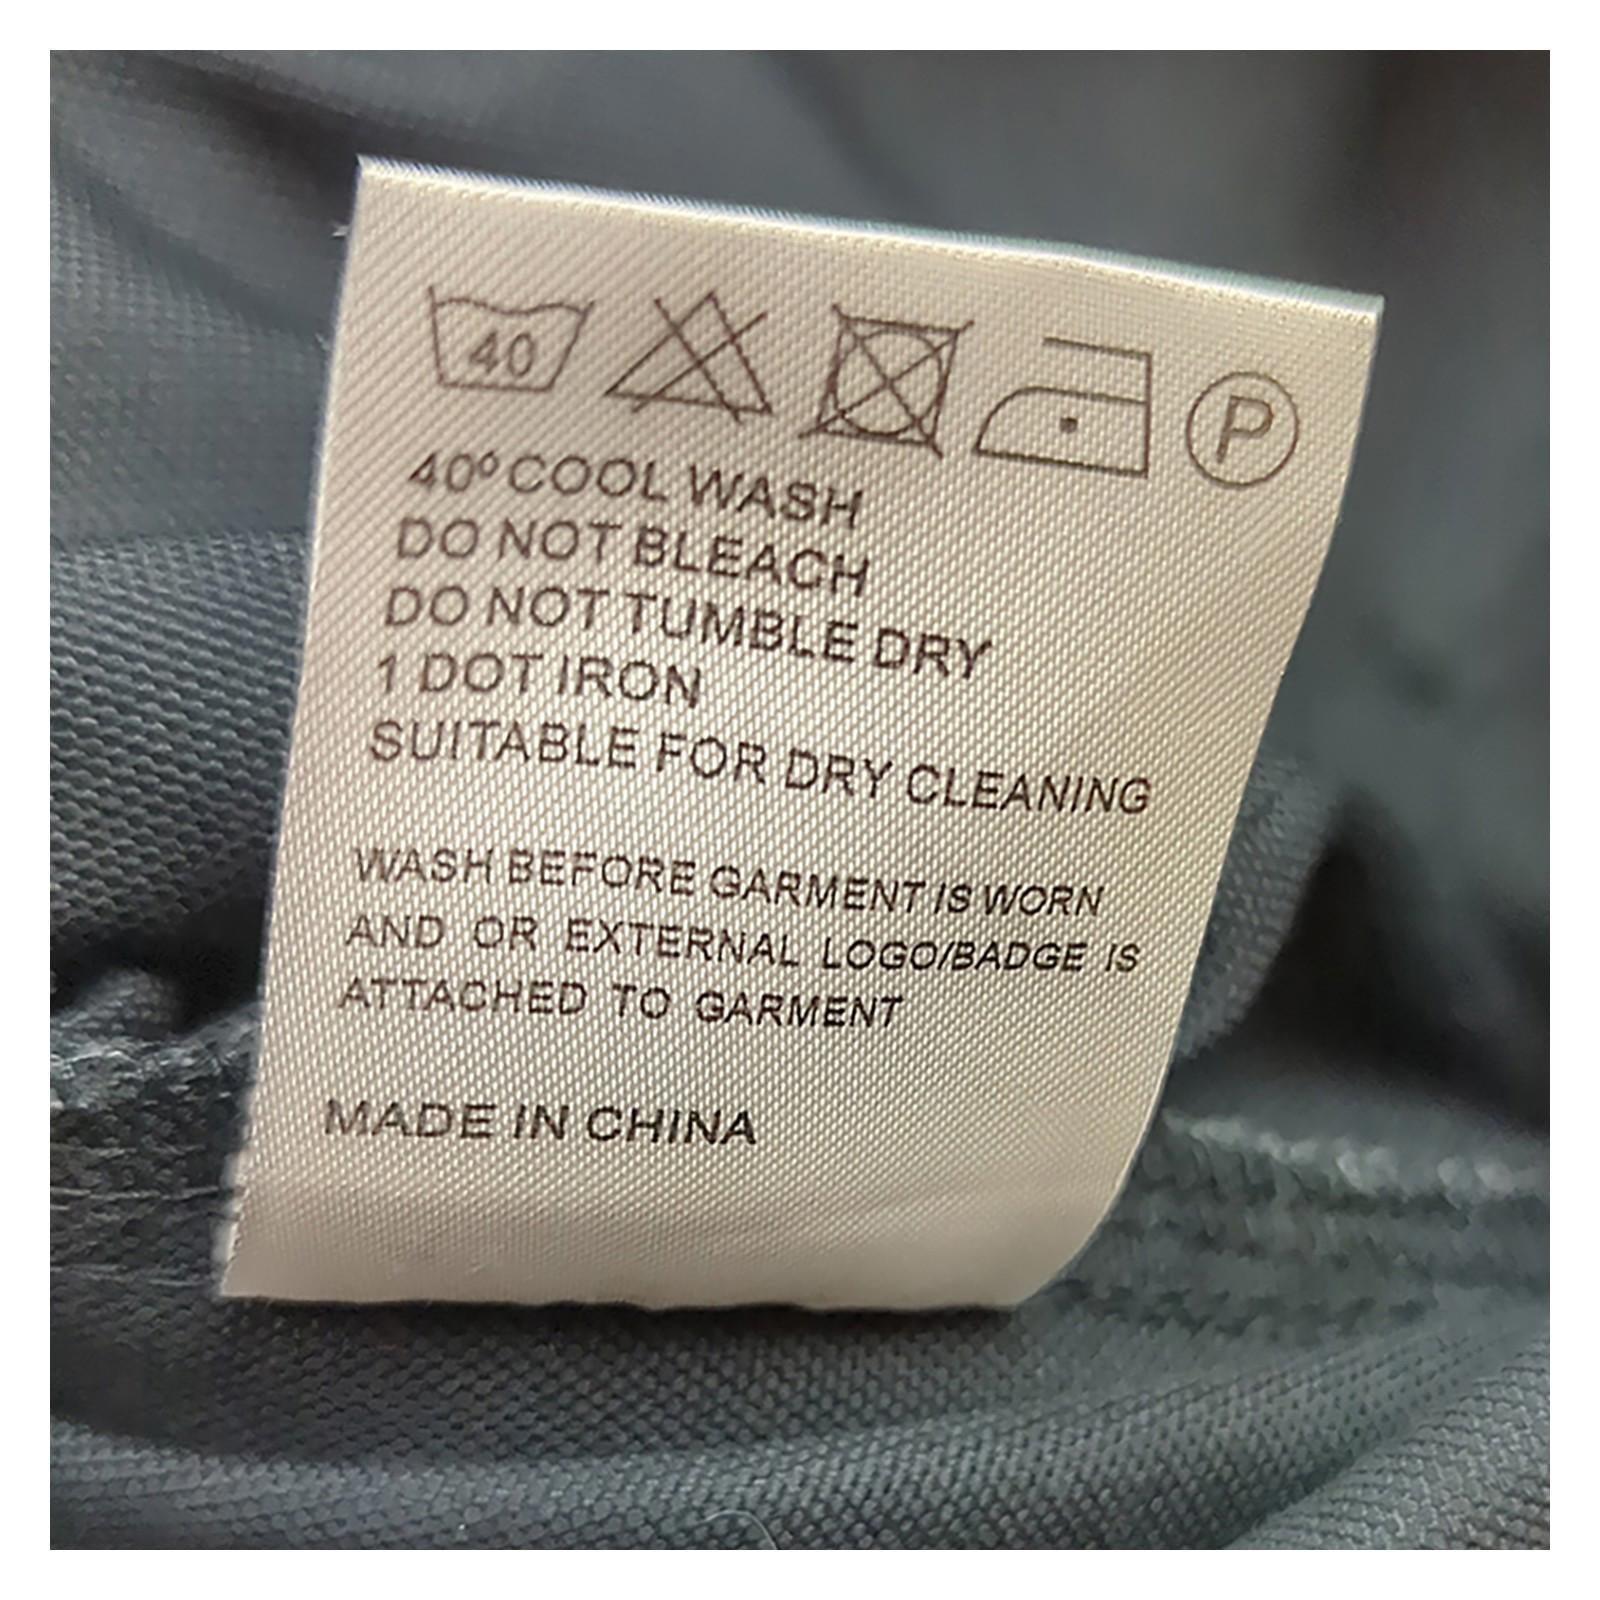 40
P
40° COOL WASH
DO NOT BLEACH
DO NOT TUMBLE DRY
1 DOT IRON
SUITABLE FOR DRY CLEANING
WASH BEFORE GARMENT IS WORN
AND OR EXTERNAL LOGO/BADGE IS
ATTACHED TO GARMENT
MADE IN CHINA